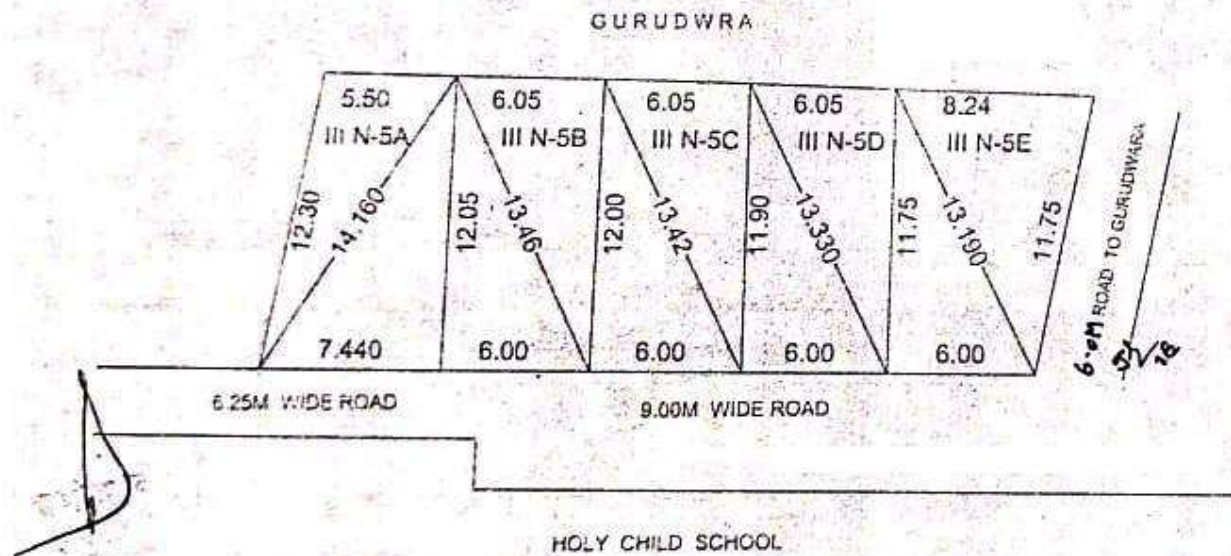 GURUDWRA
5.50 6.05 6.05 6.05 8.24
III N-5A III N-5B III N-5C III N-5D III N-5E
12.30 14.160 12.05 13.46 12.00 13.42 11.90 13.330 11.75 13.190 11.75
6.0M ROAD TO GURUDWARA
7.440 6.00 6.00 6.00 6.00
6.25M WIDE ROAD 9.00M WIDE ROAD
HOLY CHILD SCHOOL